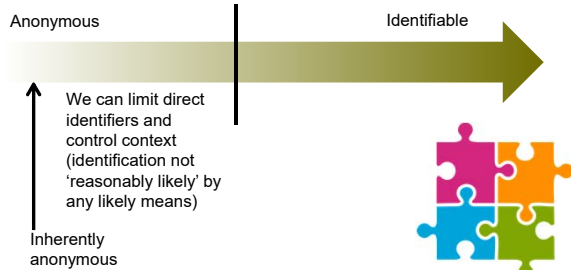 Anonymous
Identifiable
We can limit direct
identifiers and
control context
(identification not
‘reasonably likely’ by
any likely means)
Inherently
anonymous